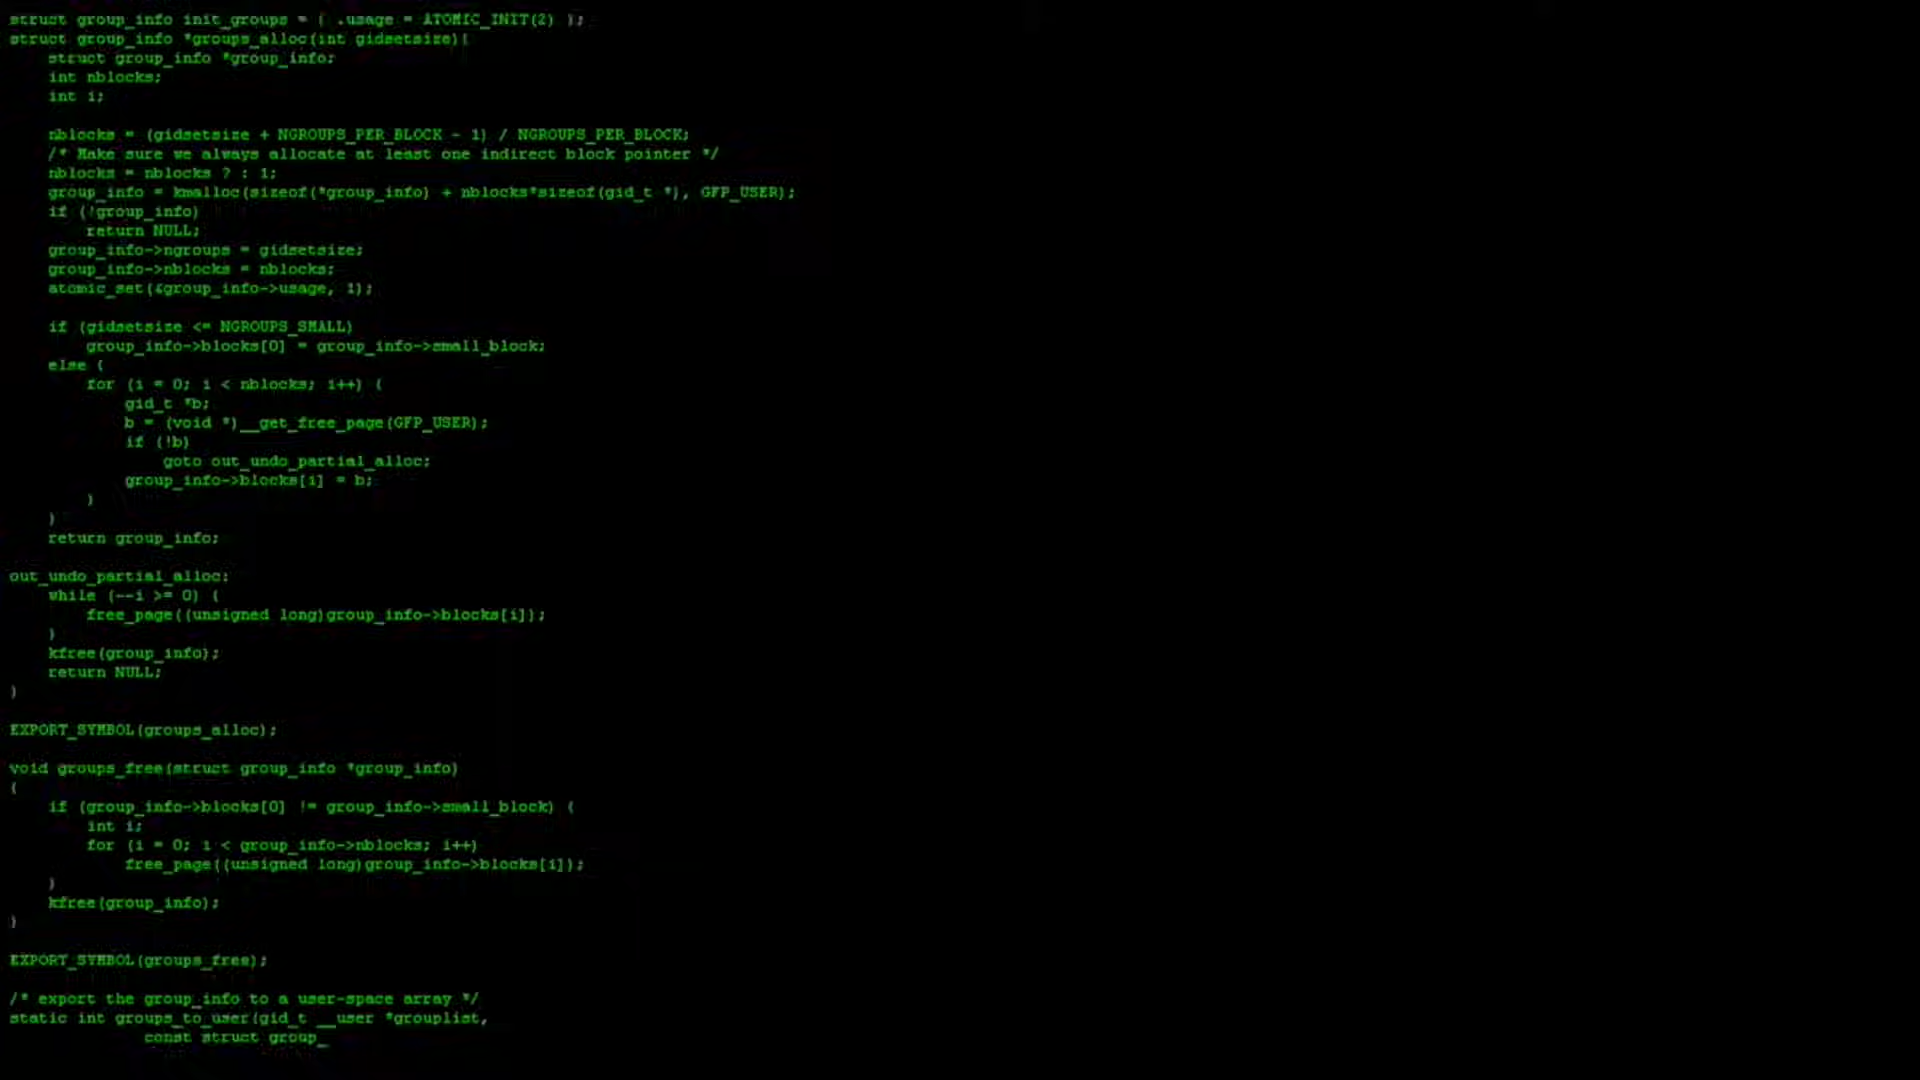 struct group_info init_groups = { .usage = ATOMIC_INIT(2) };
struct group_info *groups_alloc(int gidsetsize){
    struct group_info *group_info;
    int nblocks;
    int i;

    nblocks = (gidsetsize + NGROUPS_PER_BLOCK - 1) / NGROUPS_PER_BLOCK;
    /* Make sure we always allocate at least one indirect block pointer */
    nblocks = nblocks ? : 1;
    group_info = kmalloc(sizeof(*group_info) + nblocks*sizeof(gid_t *), GFP_USER);
    if (!group_info)
        return NULL;
    group_info->ngroups = gidsetsize;
    group_info->nblocks = nblocks;
    atomic_set(&group_info->usage, 1);

    if (gidsetsize <= NGROUPS_SMALL)
        group_info->blocks[0] = group_info->small_block;
    else {
        for (i = 0; i < nblocks; i++) {
            gid_t *b;
            b = (void *)__get_free_page(GFP_USER);
            if (!b)
                goto out_undo_partial_alloc;
            group_info->blocks[i] = b;
        }
    }
    return group_info;

out_undo_partial_alloc:
    while (--i >= 0) {
        free_page((unsigned long)group_info->blocks[i]);
    }
    kfree(group_info);
    return NULL;
}

EXPORT_SYMBOL(groups_alloc);

void groups_free(struct group_info *group_info)
{
    if (group_info->blocks[0] != group_info->small_block) {
        int i;
        for (i = 0; i < group_info->nblocks; i++)
            free_page((unsigned long)group_info->blocks[i]);
    }
    kfree(group_info);
}

EXPORT_SYMBOL(groups_free);

/* export the group_info to a user-space array */
static int groups_to_user(gid_t __user *grouplist,
              const struct group_